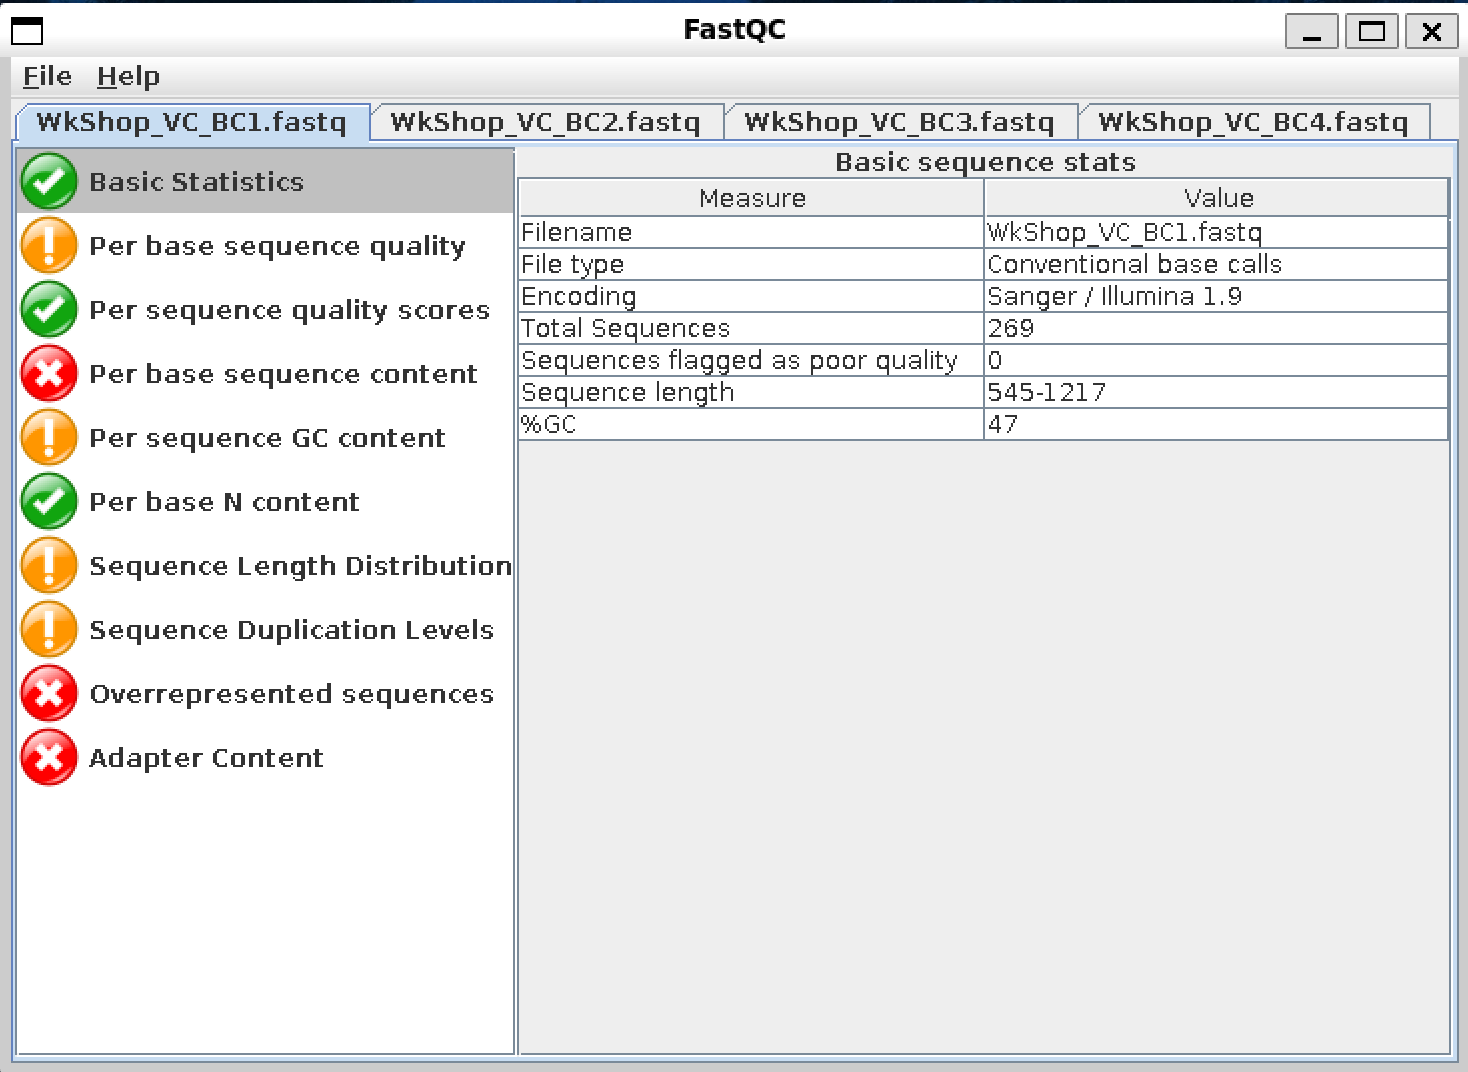 FastQC
File Help
WkShop_VC_BC1.fastq WkShop_VC_BC2.fastq WkShop_VC_BC3.fastq WkShop_VC_BC4.fastq
Basic Statistics
Per base sequence quality
Per sequence quality scores
Per base sequence content
Per sequence GC content
Per base N content
Sequence Length Distribution
Sequence Duplication Levels
Overrepresented sequences
Adapter Content
Basic sequence stats
Measure Value
Filename WkShop_VC_BC1.fastq
File type Conventional base calls
Encoding Sanger / Illumina 1.9
Total Sequences 269
Sequences flagged as poor quality 0
Sequence length 545-1217
%GC 47